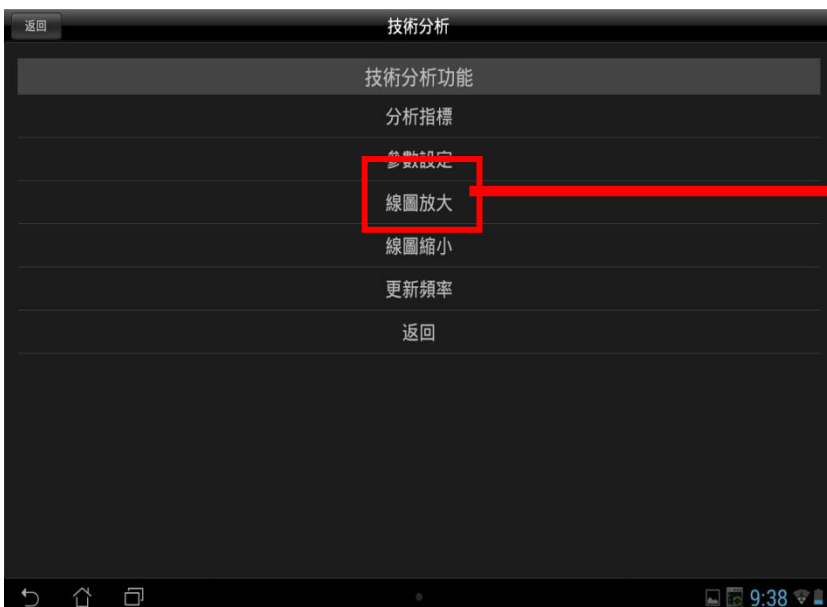 返回
技術分析
技術分析功能
分析指標
參數設定
線圖放大
線圖縮小
更新頻率
返回
9:38